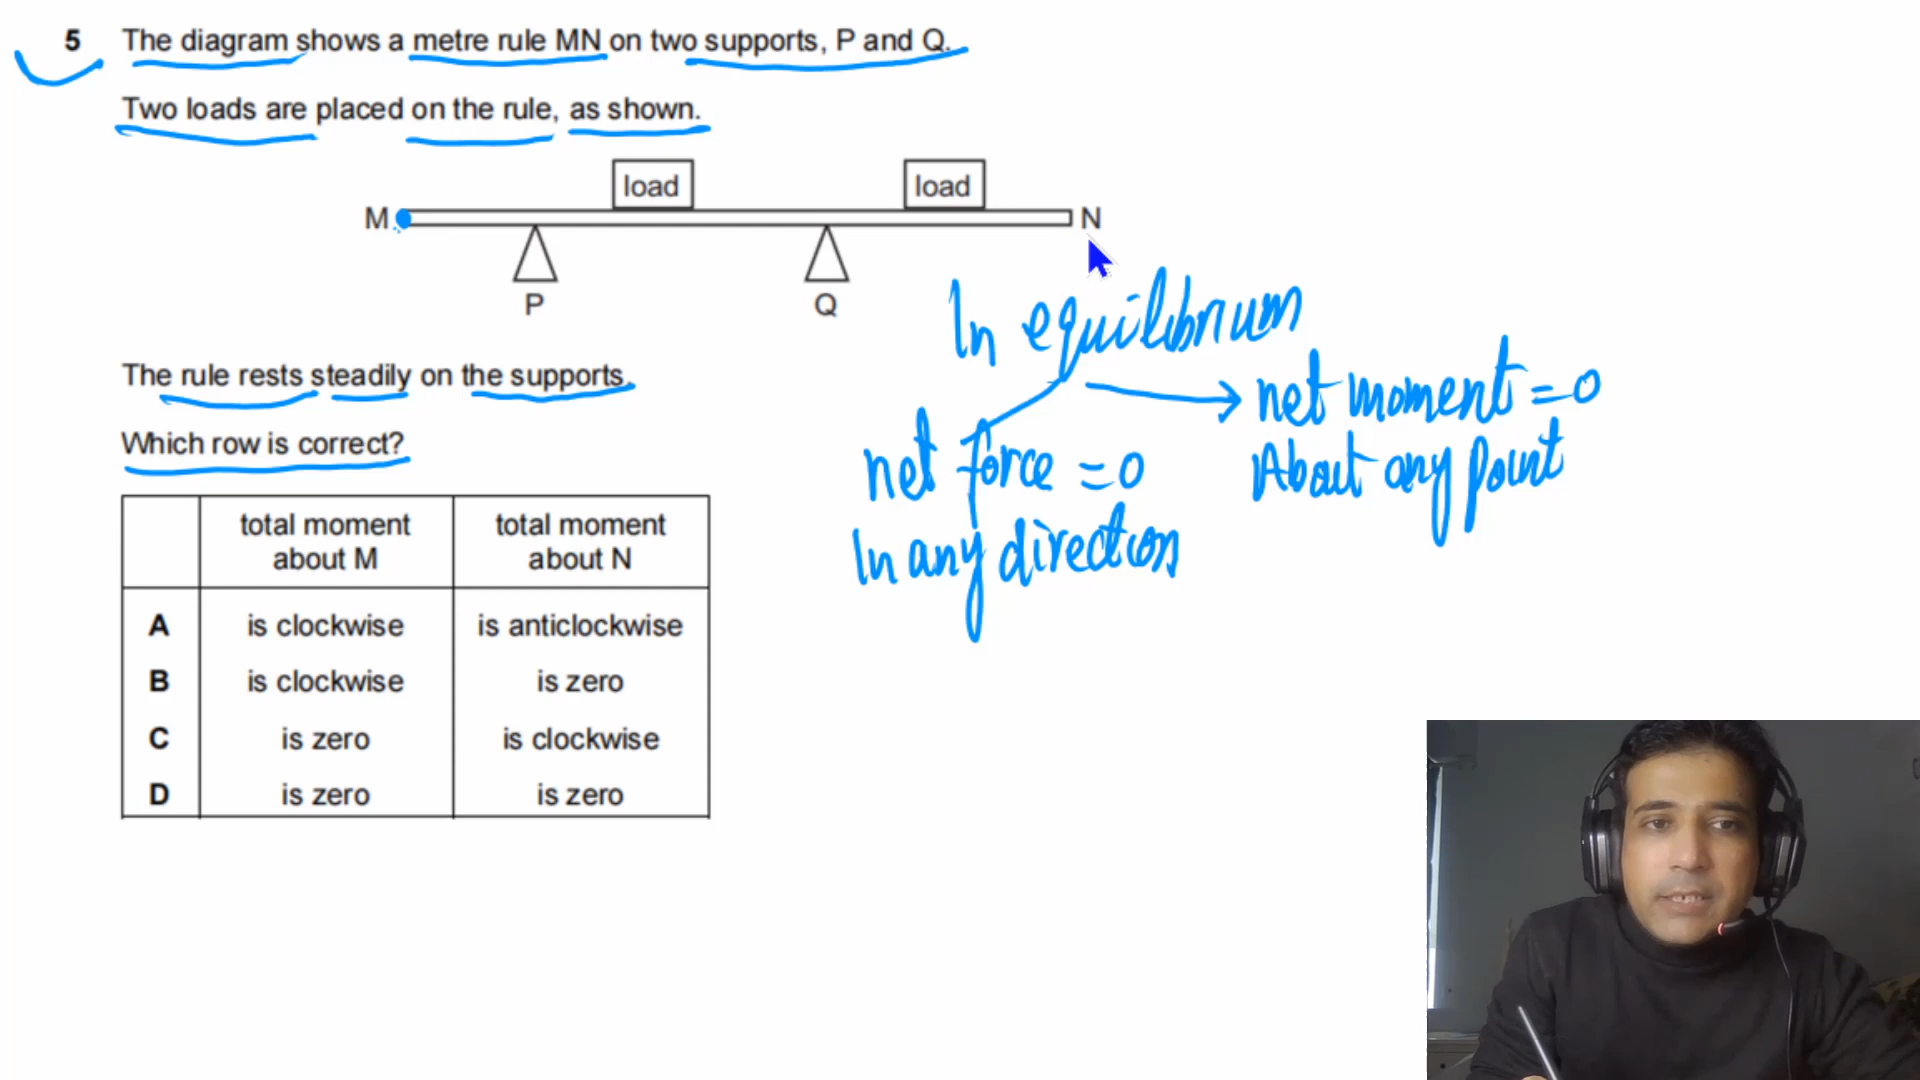 5 The diagram shows a metre rule MN on two supports, P and Q.
Two loads are placed on the rule, as shown.
load load
M N
P Q
In equilibrium
The rule rests steadily on the supports.
net moment = 0
About any point
Which row is correct?
net force = 0
In any direction
total moment about M total moment about N
A is clockwise is anticlockwise
B is clockwise is zero
C is zero is clockwise
D is zero is zero